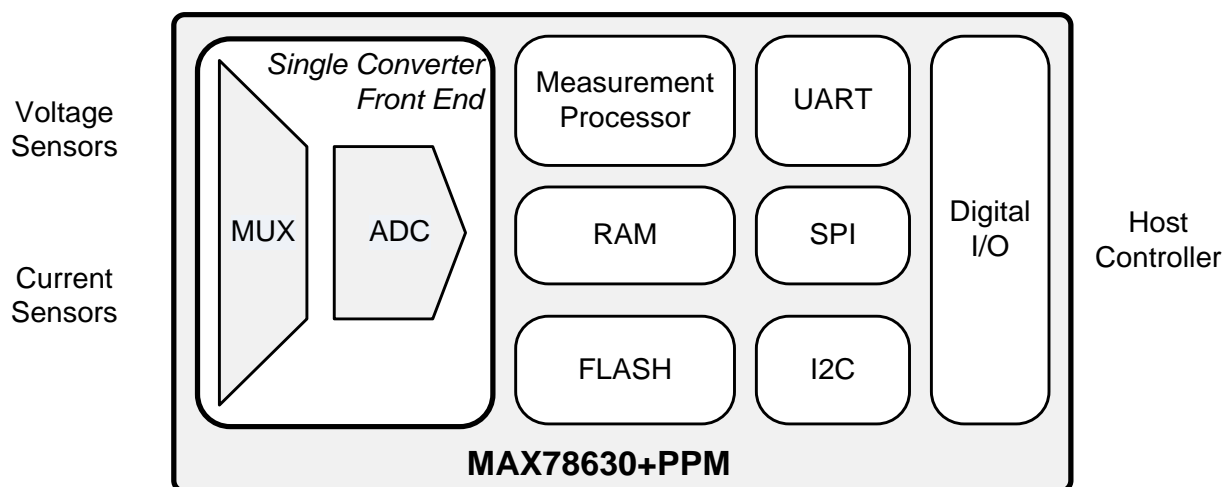 Voltage
Sensors
Current
Sensors
Single Converter
Front End
MUX
ADC
Measurement
Processor
UART
RAM
SPI
FLASH
I2C
Digital
I/O
Host
Controller
MAX78630+PPM